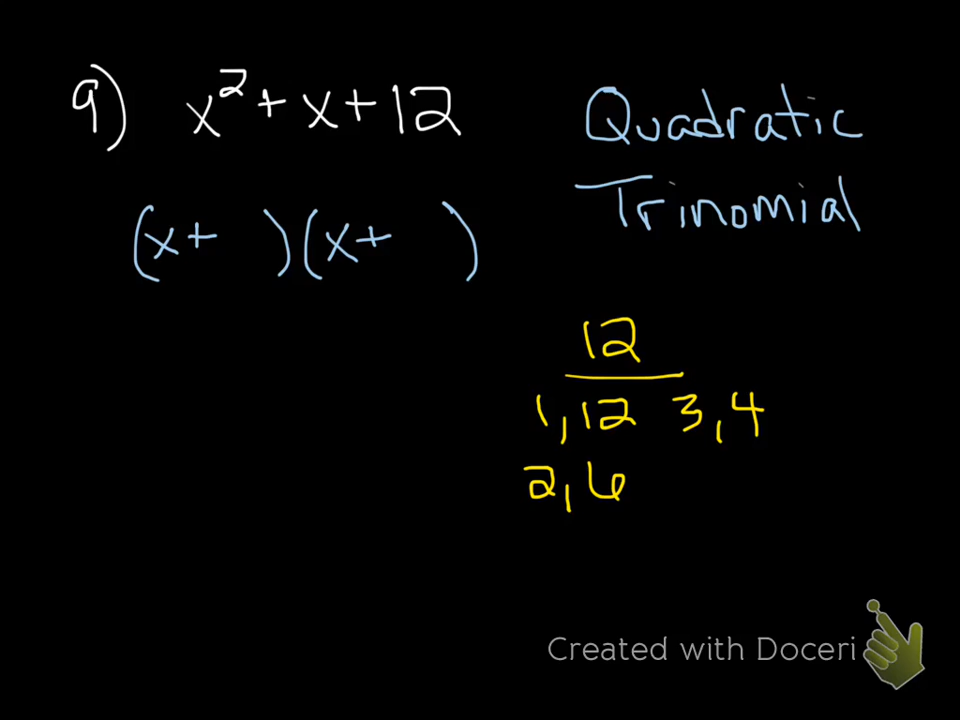 9) x² + x + 12
Quadratic
Trinomial
(x+ )(x+ )
12
1, 12 3, 4
2, 6
Created with Doceri